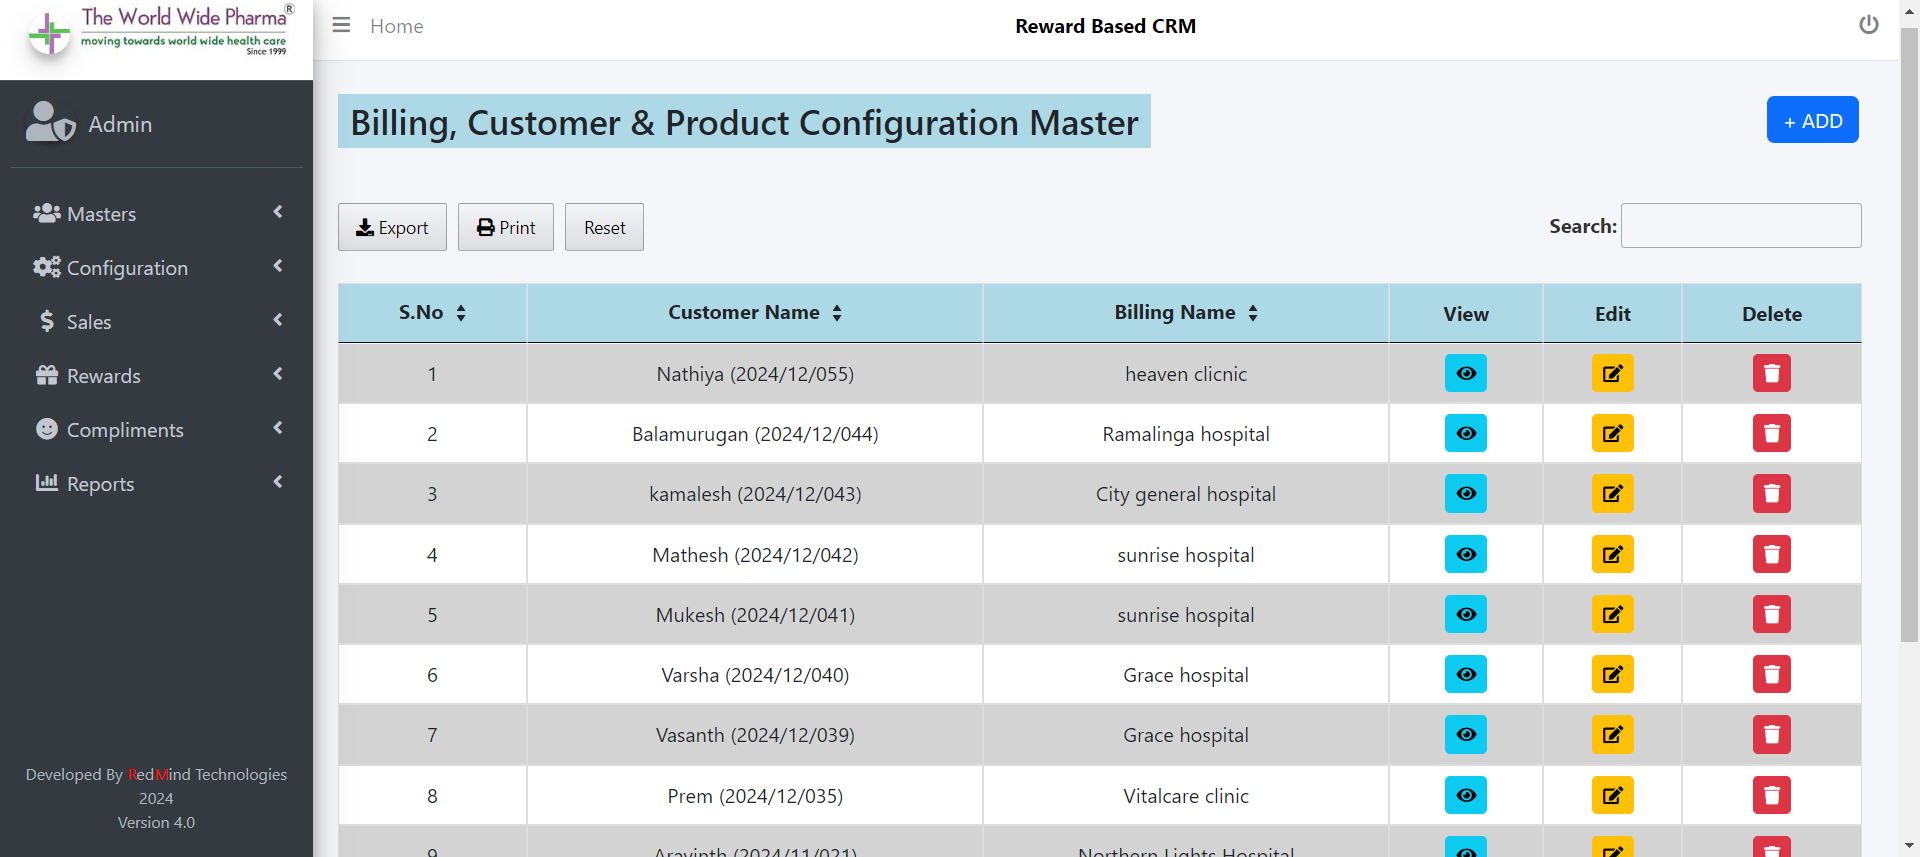 The World Wide Pharma®
moving towards world wide health care
Since 1999
Home
Reward Based CRM
Admin
Masters
Configuration
Sales
Rewards
Compliments
Reports
Developed By RedMind Technologies
2024
Version 4.0
Billing, Customer & Product Configuration Master
+ ADD
Export Print Reset
Search:
S.No Customer Name Billing Name View Edit Delete
1 Nathiya (2024/12/055) heaven clicnic
2 Balamurugan (2024/12/044) Ramalinga hospital
3 kamalesh (2024/12/043) City general hospital
4 Mathesh (2024/12/042) sunrise hospital
5 Mukesh (2024/12/041) sunrise hospital
6 Varsha (2024/12/040) Grace hospital
7 Vasanth (2024/12/039) Grace hospital
8 Prem (2024/12/035) Vitalcare clinic
9 Aravinth (2024/11/021) Northern Lights Hospital